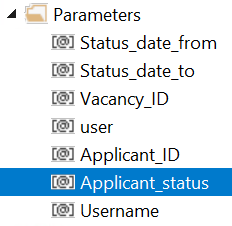 Parameters
[@] Status_date_from
[@] Status_date_to
[@] Vacancy_ID
[@] user
[@] Applicant_ID
[@] Applicant_status
[@] Username